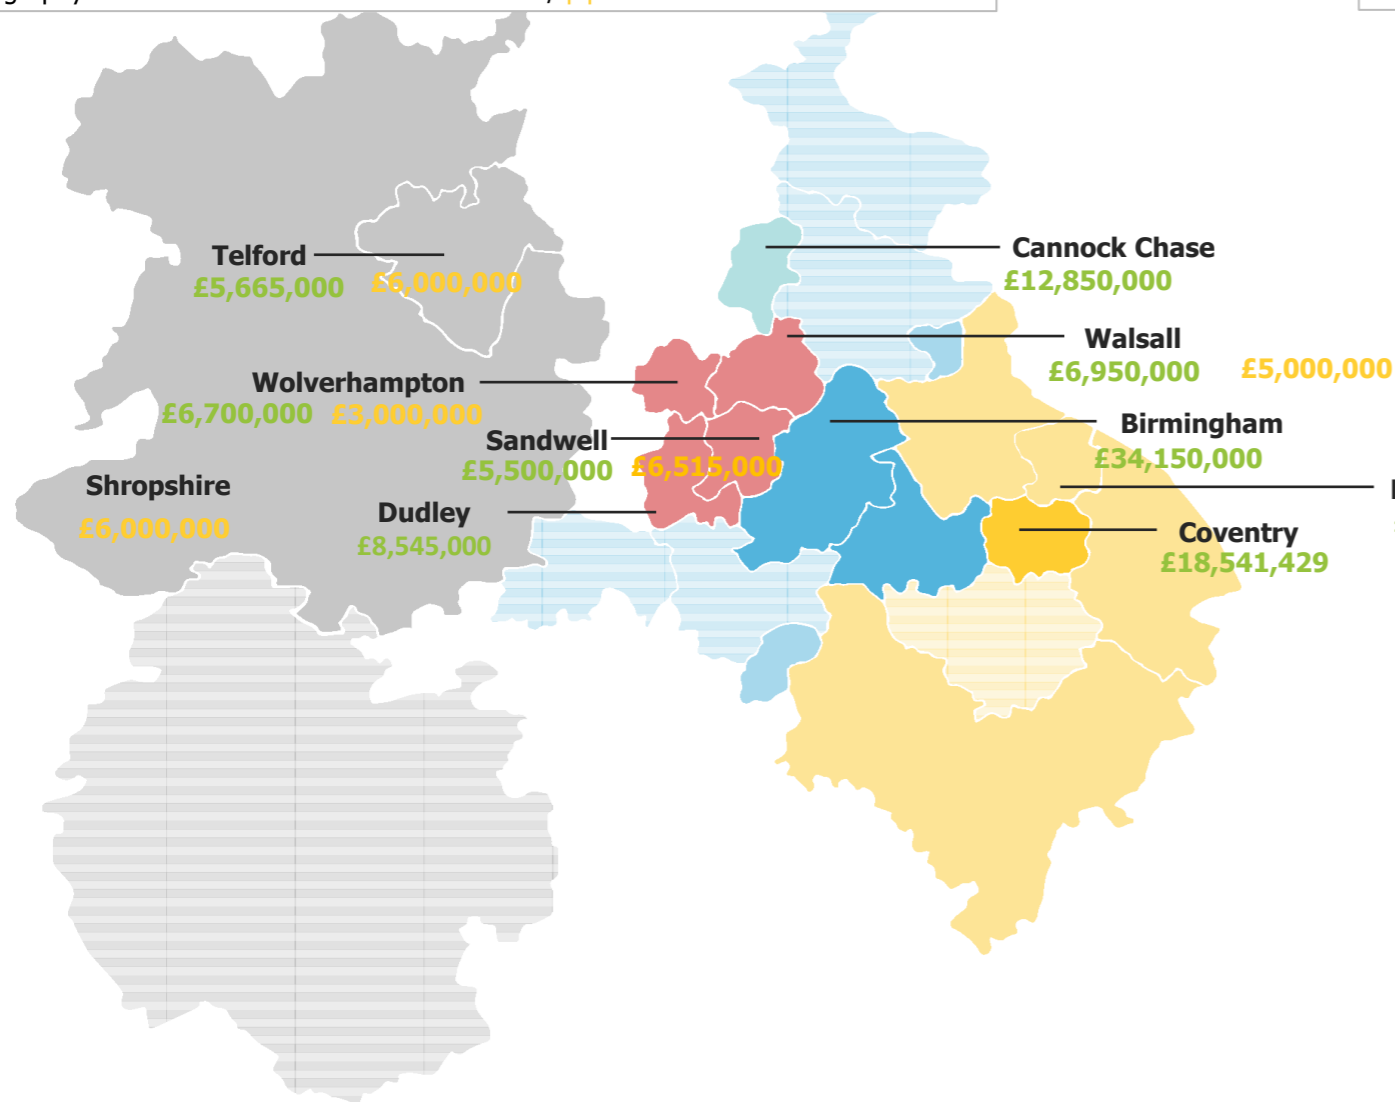 Telford
£5,665,000 £6,000,000
Cannock Chase
£12,850,000
Walsall
£6,950,000 £5,000,000
Wolverhampton
£6,700,000 £3,000,000
Birmingham
£34,150,000
Sandwell
£5,500,000 £6,515,000
Shropshire
£6,000,000
Dudley
£8,545,000
Coventry
£18,541,429